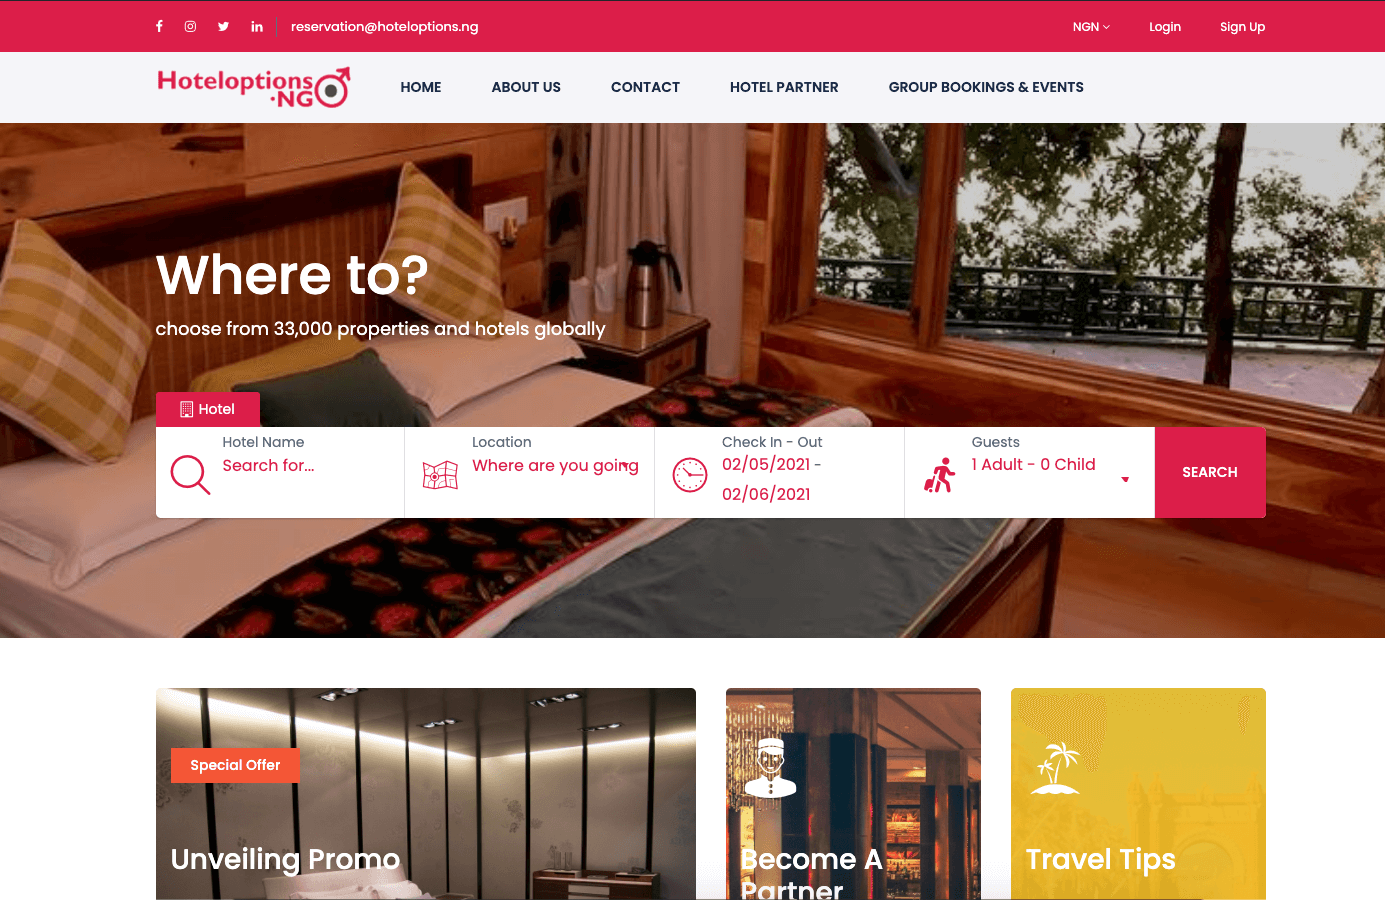 reservation@hoteloptions.ng
NGN
Login
Sign Up
Hoteloptions
.NG
HOME
ABOUT US
CONTACT
HOTEL PARTNER
GROUP BOOKINGS & EVENTS
Where to?
choose from 33,000 properties and hotels globally
Hotel
Hotel Name
Search for...
Location
Where are you going
Check In - Out
02/05/2021 -
02/06/2021
Guests
1 Adult - 0 Child
SEARCH
Special Offer
Unveiling Promo
Become A
Partner
Travel Tips